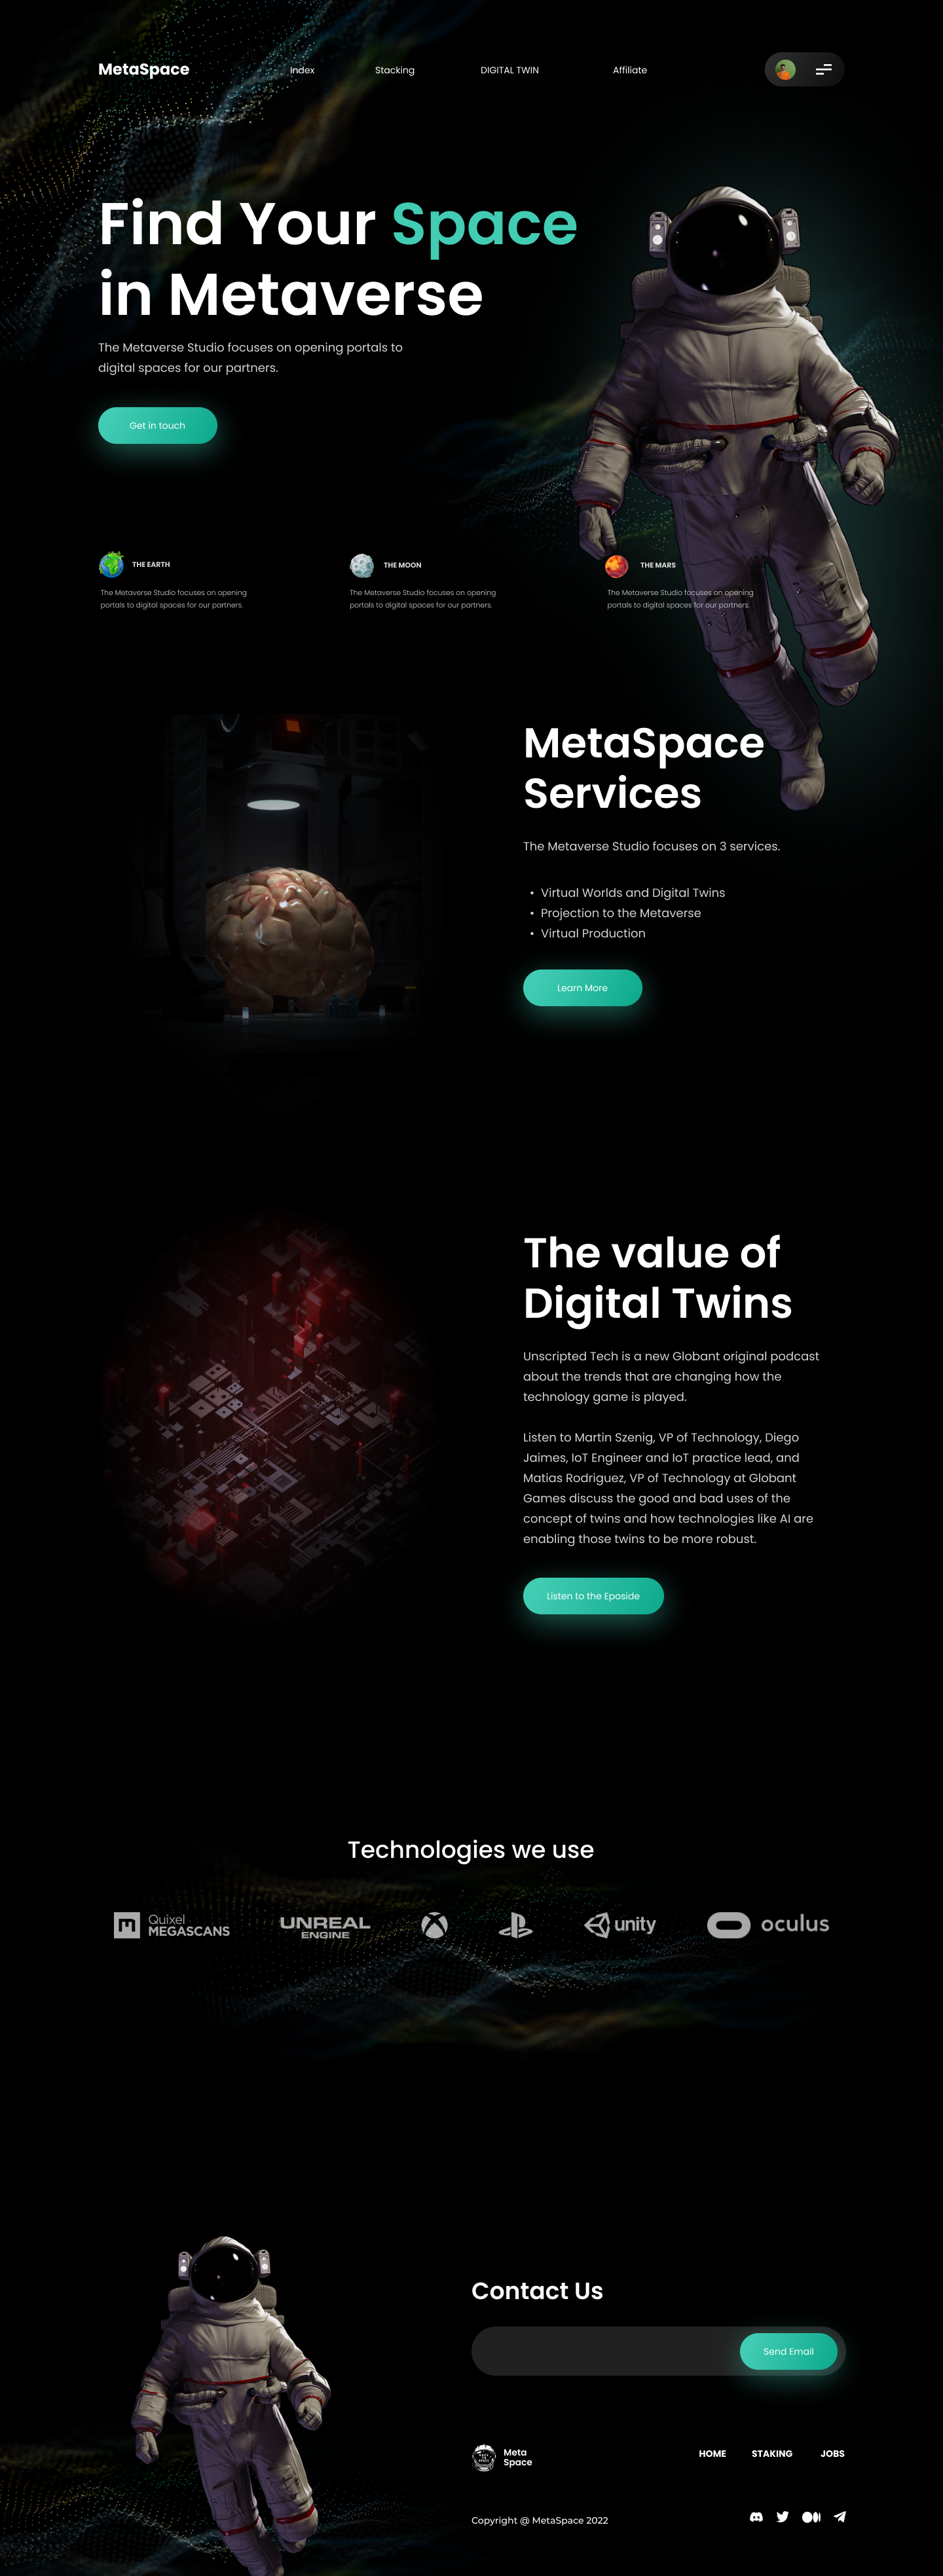 MetaSpace
Index
Stacking
DIGITAL TWIN
Affiliate
Find Your Space
in Metaverse
The Metaverse Studio focuses on opening portals to
digital spaces for our partners.
Get in touch
THE EARTH
The Metaverse Studio focuses on opening
portals to digital spaces for our partners.
THE MOON
The Metaverse Studio focuses on opening
portals to digital spaces for our partners.
THE MARS
The Metaverse Studio focuses on opening
portals to digital spaces for our partners.
MetaSpace
Services
The Metaverse Studio focuses on 3 services.
• Virtual Worlds and Digital Twins
• Projection to the Metaverse
• Virtual Production
Learn More
The value of
Digital Twins
Unscripted Tech is a new Globant original podcast
about the trends that are changing how the
technology game is played.
Listen to Martin Szenig, VP of Technology, Diego
Jaimes, IoT Engineer and IoT practice lead, and
Matias Rodriguez, VP of Technology at Globant
Games discuss the good and bad uses of the
concept of twins and how technologies like AI are
enabling those twins to be more robust.
Listen to the Eposide
Technologies we use
Quixel
MEGASCANS
UNREAL
ENGINE
unity
oculus
Contact Us
Send Email
Meta
Space
HOME
STAKING
JOBS
Copyright @ MetaSpace 2022